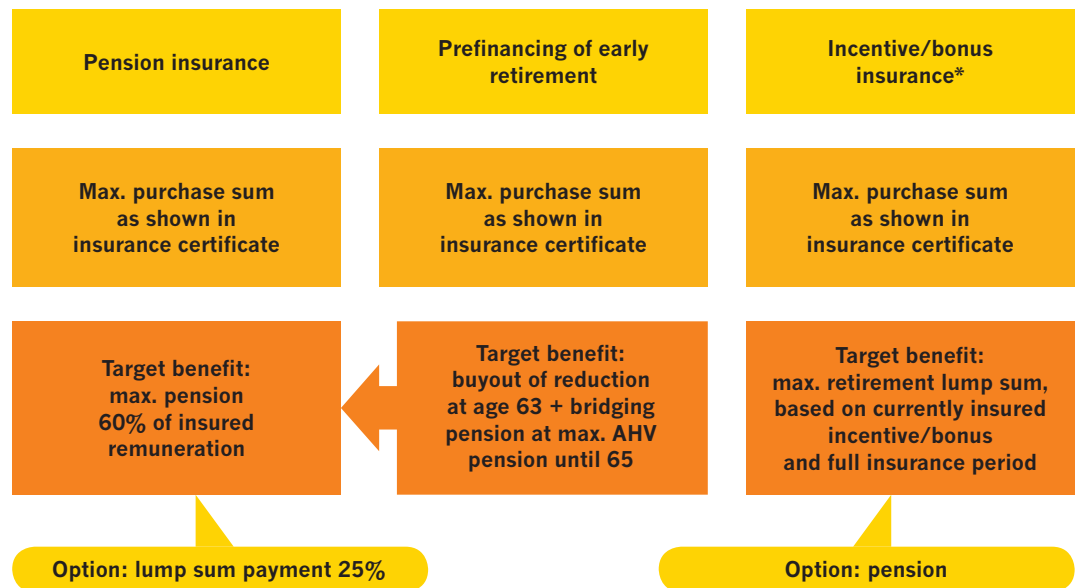 Pension insurance
Prefinancing of early
retirement
Incentive/bonus
insurance*
Max. purchase sum
as shown in
insurance certificate
Max. purchase sum
as shown in
insurance certificate
Max. purchase sum
as shown in
insurance certificate
Target benefit:
max. pension
60% of insured
remuneration
Target benefit:
buyout of reduction
at age 63 + bridging
pension at max. AHV
pension until 65
Target benefit:
max. retirement lump sum,
based on currently insured
incentive/bonus
and full insurance period
Option: lump sum payment 25%
Option: pension